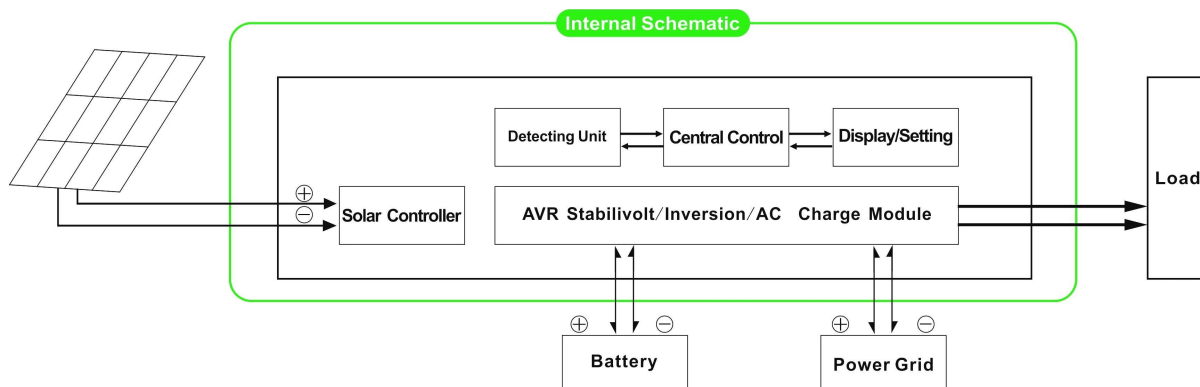 Internal Schematic
Detecting Unit
Central Control
Display/Setting
Load
⊕
⊖
Solar Controller
AVR Stabilivolt/Inversion/AC Charge Module
⊕ ⊖
⊕ ⊖
Battery
Power Grid